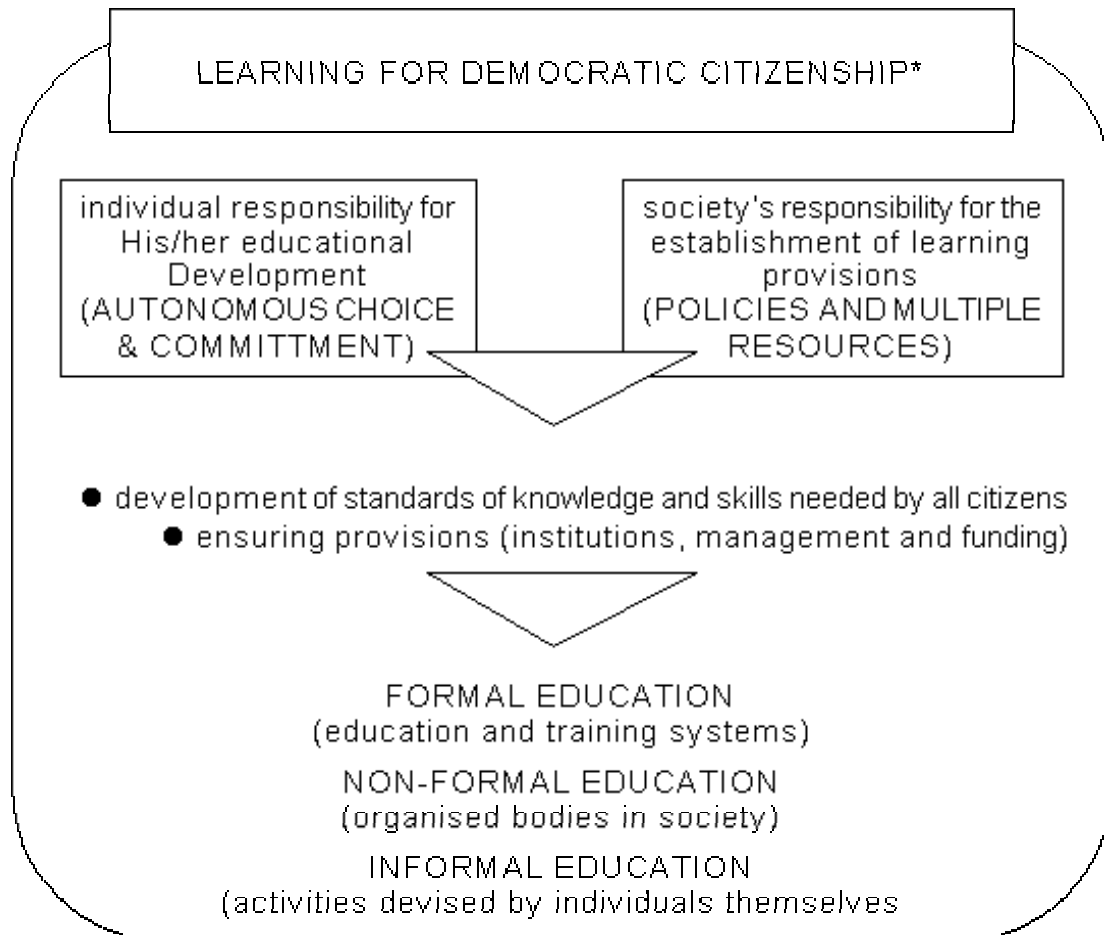 LEARNING FOR DEMOCRATIC CITIZENSHIP*
individual responsibility for
His/her educational
Development
(AUTONOMOUS CHOICE
& COMMITTMENT)
society's responsibility for the
establishment of learning
provisions
(POLICIES AND MULTIPLE
RESOURCES)
● development of standards of knowledge and skills needed by all citizens
● ensuring provisions (institutions, management and funding)
FORMAL EDUCATION
(education and training systems)
NON-FORMAL EDUCATION
(organised bodies in society)
INFORMAL EDUCATION
(activities devised by individuals themselves